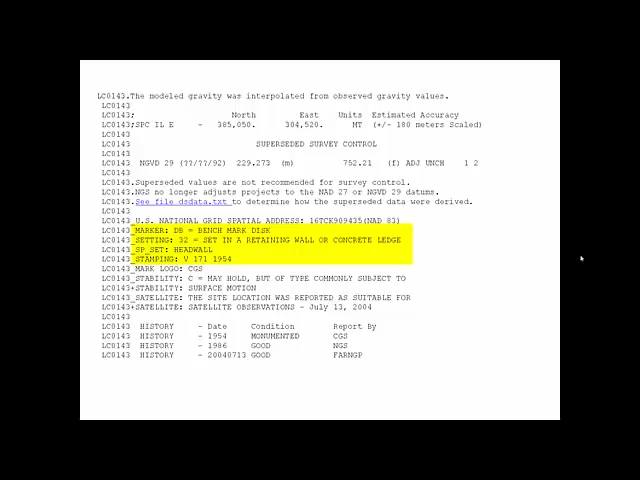 LC0143.The modeled gravity was interpolated from observed gravity values.
LC0143
LC0143; North East Units Estimated Accuracy
LC0143;SPC IL E - 385,050. 304,520. MT (+/- 180 meters Scaled)
LC0143
LC0143 SUPERSEDED SURVEY CONTROL
LC0143
LC0143 NGVD 29 (??/??/92) 229.273 (m) 752.21 (f) ADJ UNCH 1 2
LC0143
LC0143.Superseded values are not recommended for survey control.
LC0143.NGS no longer adjusts projects to the NAD 27 or NGVD 29 datums.
LC0143.See file dsdata.txt to determine how the superseded data were derived.
LC0143
LC0143_U.S. NATIONAL GRID SPATIAL ADDRESS: 16TCK909435(NAD 83)
LC0143_MARKER: DB = BENCH MARK DISK
LC0143_SETTING: 32 = SET IN A RETAINING WALL OR CONCRETE LEDGE
LC0143_SP_SET: HEADWALL
LC0143_STAMPING: V 171 1954
LC0143_MARK LOGO: CGS
LC0143_STABILITY: C = MAY HOLD, BUT OF TYPE COMMONLY SUBJECT TO
LC0143+STABILITY: SURFACE MOTION
LC0143_SATELLITE: THE SITE LOCATION WAS REPORTED AS SUITABLE FOR
LC0143+SATELLITE: SATELLITE OBSERVATIONS - July 13, 2004
LC0143
LC0143 HISTORY - Date Condition Report By
LC0143 HISTORY - 1954 MONUMENTED CGS
LC0143 HISTORY - 1986 GOOD NGS
LC0143 HISTORY - 20040713 GOOD FARNGP